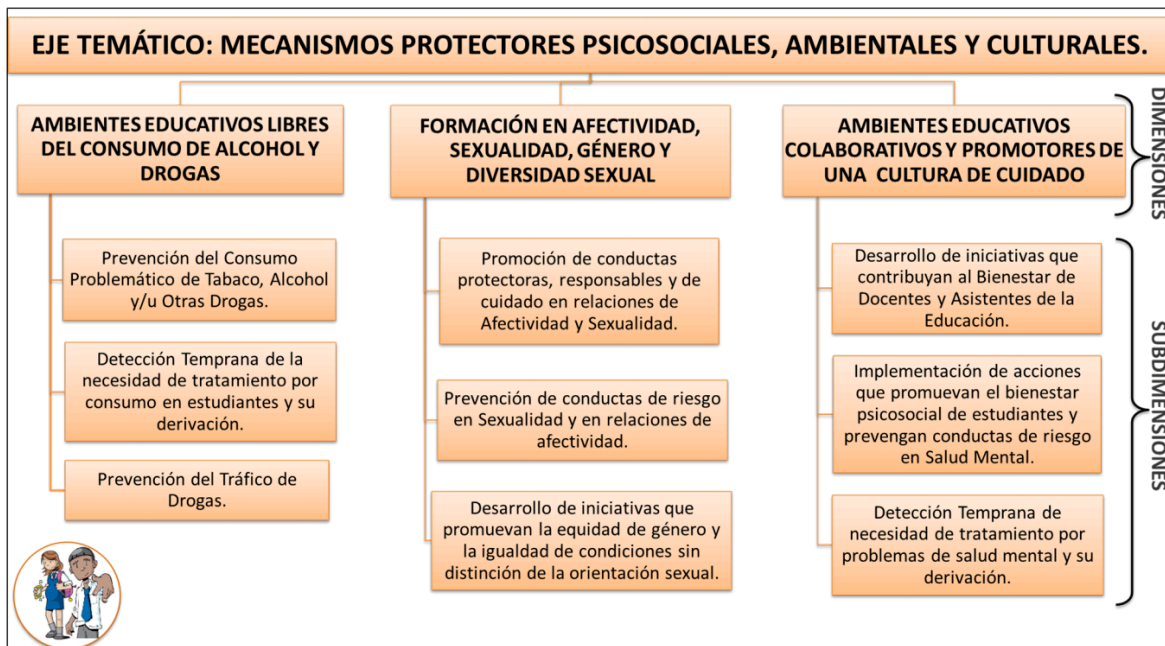 EJE TEMÁTICO: MECANISMOS PROTECTORES PSICOSOCIALES, AMBIENTALES Y CULTURALES.
AMBIENTES EDUCATIVOS LIBRES
DEL CONSUMO DE ALCOHOL Y
DROGAS
FORMACIÓN EN AFECTIVIDAD,
SEXUALIDAD, GÉNERO Y
DIVERSIDAD SEXUAL
AMBIENTES EDUCATIVOS
COLABORATIVOS Y PROMOTORES DE
UNA CULTURA DE CUIDADO
DIMENSIONES
Prevención del Consumo
Problemático de Tabaco, Alcohol
y/u Otras Drogas.
Detección Temprana de la
necesidad de tratamiento por
consumo en estudiantes y su
derivación.
Prevención del Tráfico de
Drogas.
Promoción de conductas
protectoras, responsables y de
cuidado en relaciones de
Afectividad y Sexualidad.
Prevención de conductas de riesgo
en Sexualidad y en relaciones de
afectividad.
Desarrollo de iniciativas que
promuevan la equidad de género y
la igualdad de condiciones sin
distinción de la orientación sexual.
Desarrollo de iniciativas que
contribuyan al Bienestar de
Docentes y Asistentes de la
Educación.
Implementación de acciones
que promuevan el bienestar
psicosocial de estudiantes y
prevengan conductas de riesgo
en Salud Mental.
Detección Temprana de
necesidad de tratamiento por
problemas de salud mental y su
derivación.
SUBDIMENSIONES